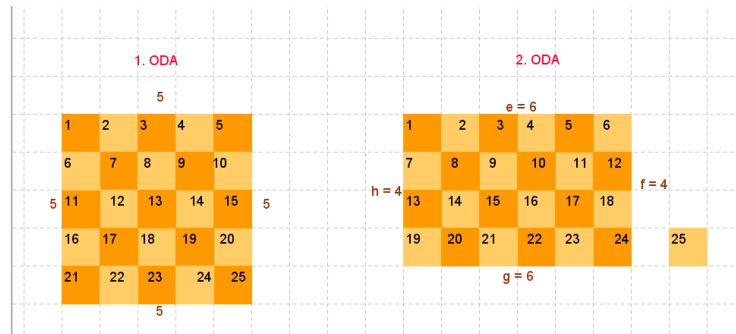 1. ODA
5
1 2 3 4 5
6 7 8 9 10
5 11 12 13 14 15 5
16 17 18 19 20
21 22 23 24 25
5
2. ODA
e = 6
1 2 3 4 5 6
7 8 9 10 11 12
h = 4
f = 4
13 14 15 16 17 18
19 20 21 22 23 24 25
g = 6